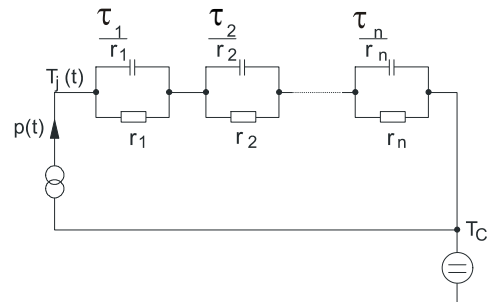 τ1 τ2 τn
r1 r2 rn
Tj(t)
p(t)
r1 r2 rn
TC